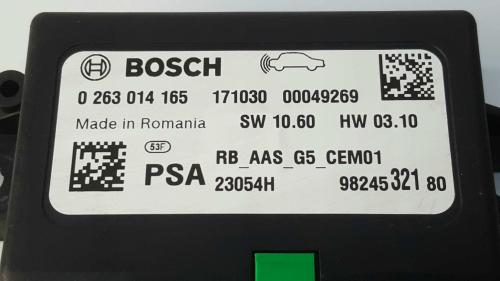 BOSCH
0 263 014 165 171030 00049269
Made in Romania SW 10.60 HW 03.10
53F RB_AAS_G5_CEM01
PSA 23054H 98245 321 80